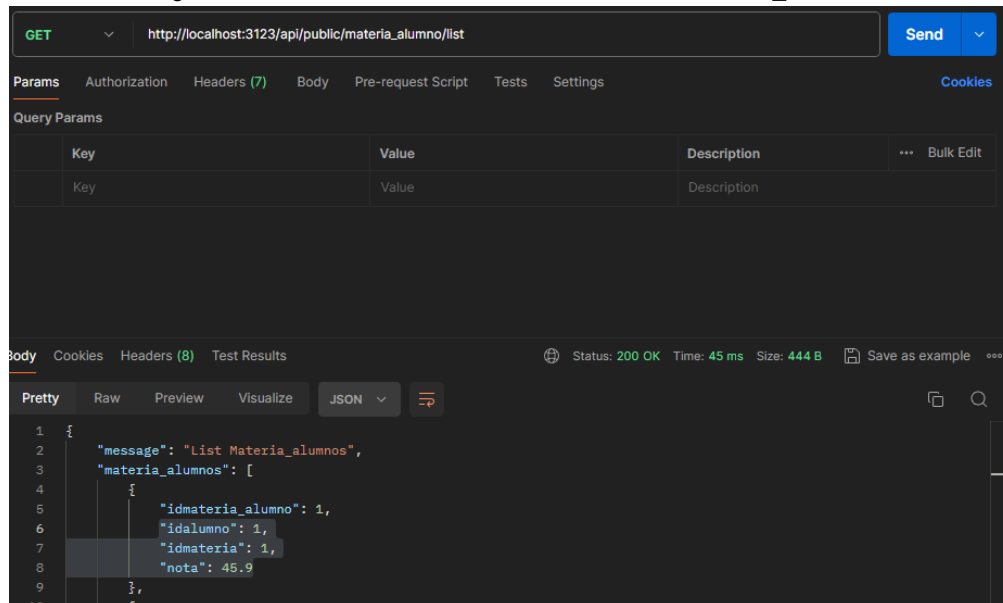 GET http://localhost:3123/api/public/materia_alumno/list Send
Params Authorization Headers (7) Body Pre-request Script Tests Settings Cookies
Query Params
Key Value Description ••• Bulk Edit
Key Value Description
Body Cookies Headers (8) Test Results Status: 200 OK Time: 45 ms Size: 444 B Save as example •••
Pretty Raw Preview Visualize JSON
1 {
2 "message": "List Materia_alumnos",
3 "materia_alumnos": [
4 {
5 "idmateria_alumno": 1,
6 "idalumno": 1,
7 "idmateria": 1,
8 "nota": 45.9
9 },